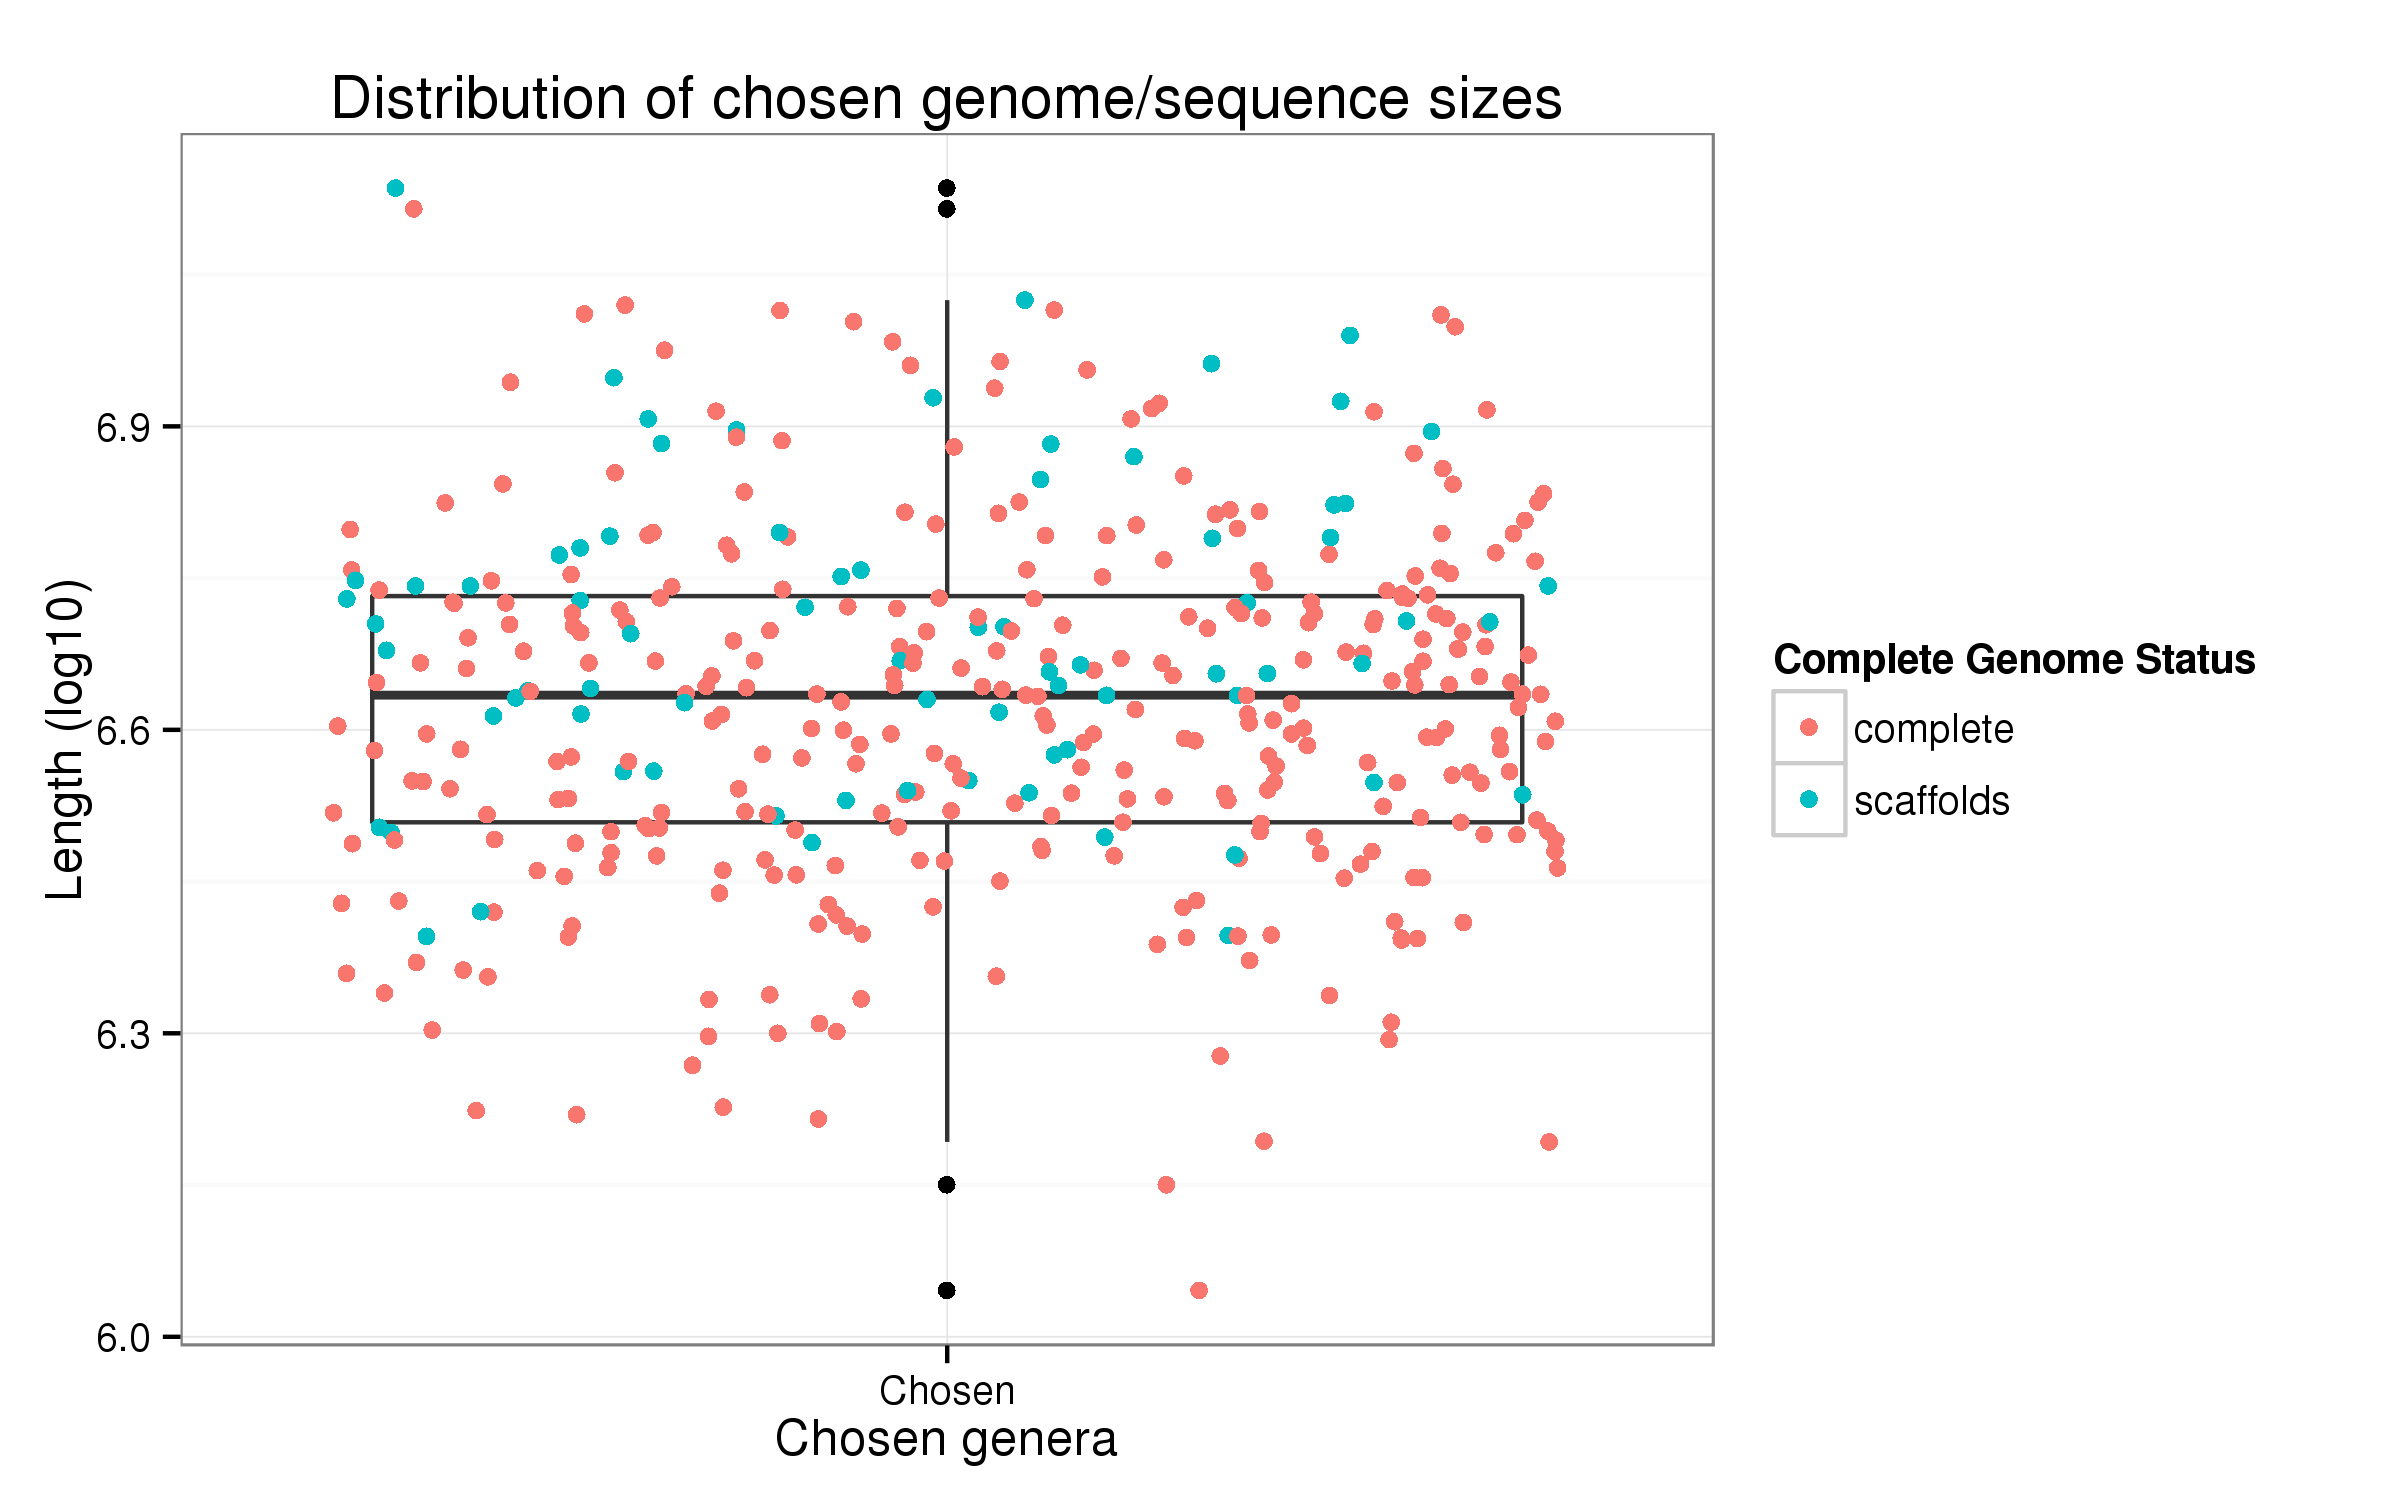 Distribution of chosen genome/sequence sizes
Length (log10)
6.9
6.6
6.3
6.0
Chosen
Chosen genera
Complete Genome Status
complete
scaffolds